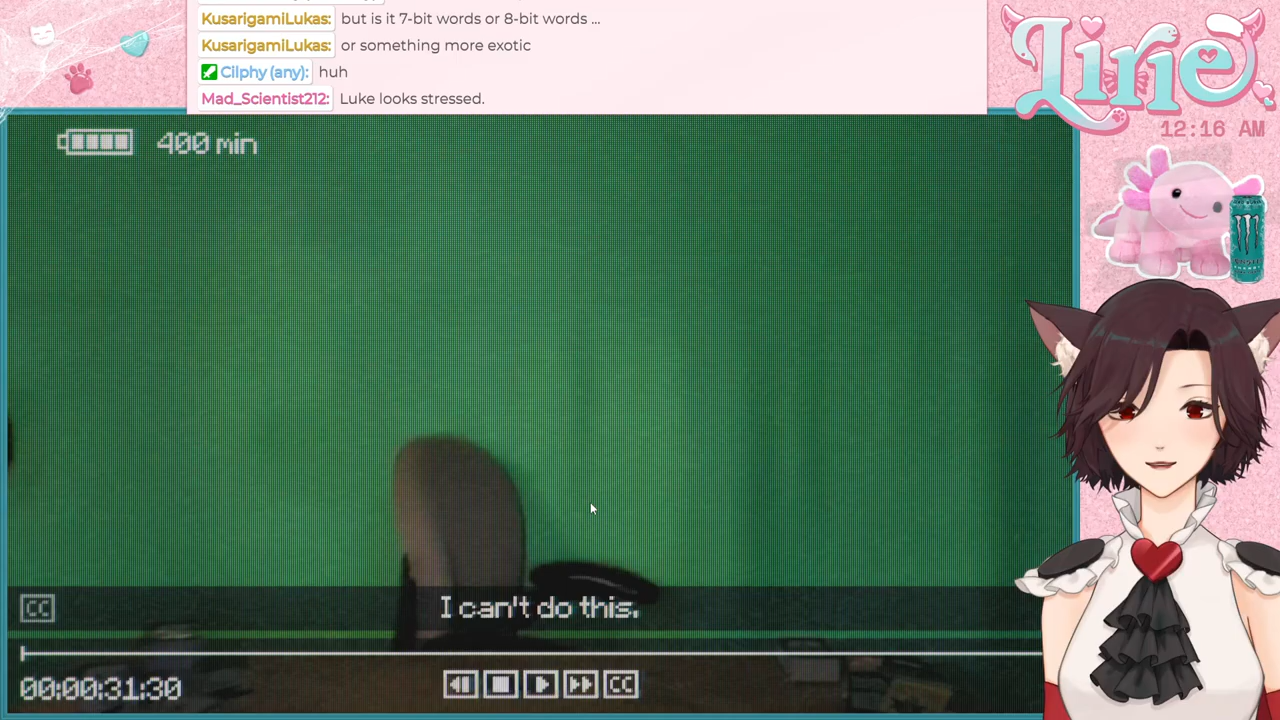 KusarigamiLukas: but is it 7-bit words or 8-bit words ...
KusarigamiLukas: or something more exotic
Cilphy (any): huh
Mad_Scientist212: Luke looks stressed.
Lirie
12:16 AM
400 min
CC
I can't do this.
00:00:31:30
CC